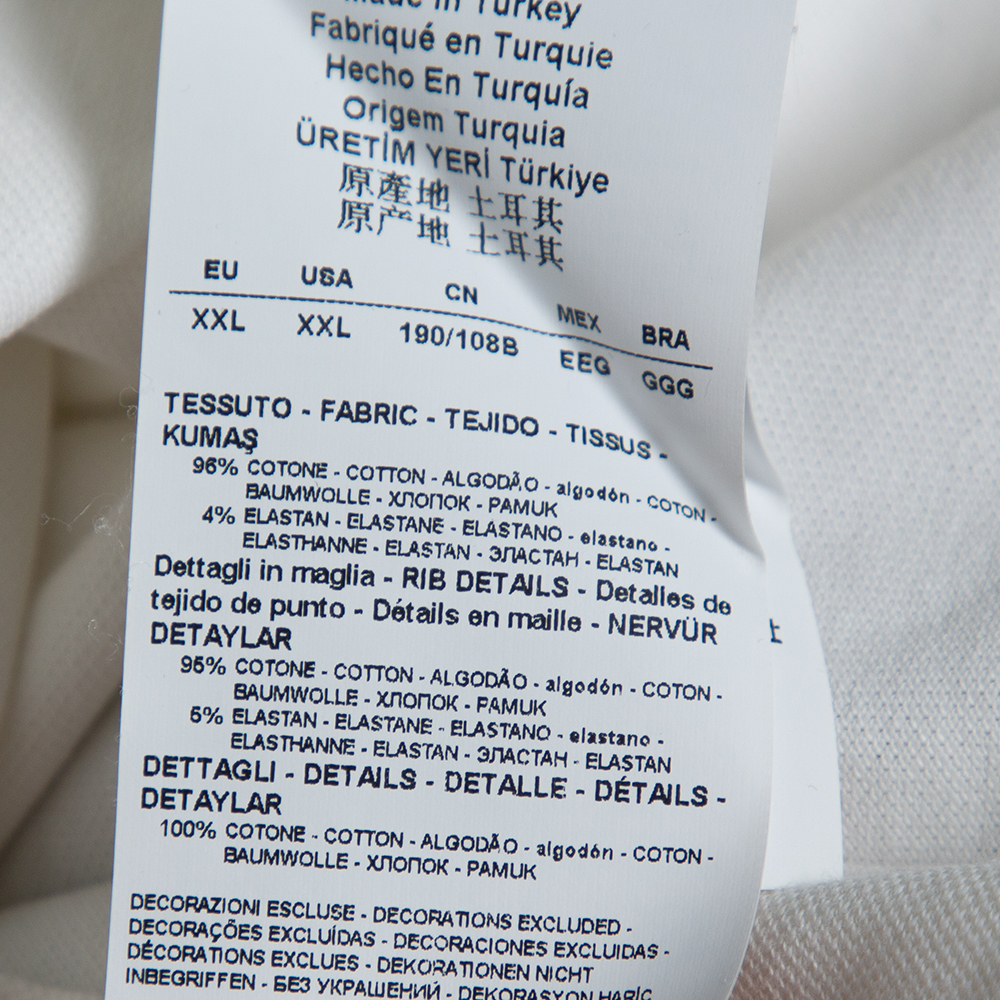 Made in Turkey
Fabriqué en Turquie
Hecho En Turquía
Origem Turquia
ÜRETİM YERİ Türkiye
原產地 土耳其
原产地 土耳其
EU USA CN MEX BRA
XXL XXL 190/108B EEG GGG
TESSUTO - FABRIC - TEJIDO - TISSUS -
KUMAŞ
96% COTONE - COTTON - ALGODÃO - algodón - COTON -
BAUMWOLLE - ХЛОПОК - PAMUK
4% ELASTAN - ELASTANE - ELASTANO - elastano -
ELASTHANNE - ELASTAN - ЭЛАСТАН - ELASTAN
Dettagli in maglia - RIB DETAILS - Detalles de
tejido de punto - Détails en maille - NERVÜR
DETAYLAR
95% COTONE - COTTON - ALGODÃO - algodón - COTON -
BAUMWOLLE - ХЛОПОК - PAMUK
5% ELASTAN - ELASTANE - ELASTANO - elastano -
ELASTHANNE - ELASTAN - ЭЛАСТАН - ELASTAN
DETTAGLI - DETAILS - DETALLE - DÉTAILS -
DETAYLAR
100% COTONE - COTTON - ALGODÃO - algodón - COTON -
BAUMWOLLE - ХЛОПОК - PAMUK
DECORAZIONI ESCLUSE - DECORATIONS EXCLUDED -
DECORAÇÕES EXCLUÍDAS - DECORACIONES EXCLUIDAS -
DÉCORATIONS EXCLUES - DEKORATIONEN NICHT
INBEGRIFFEN - БЕЗ УКРАШЕНИЙ - DEKORASYON HARİÇ